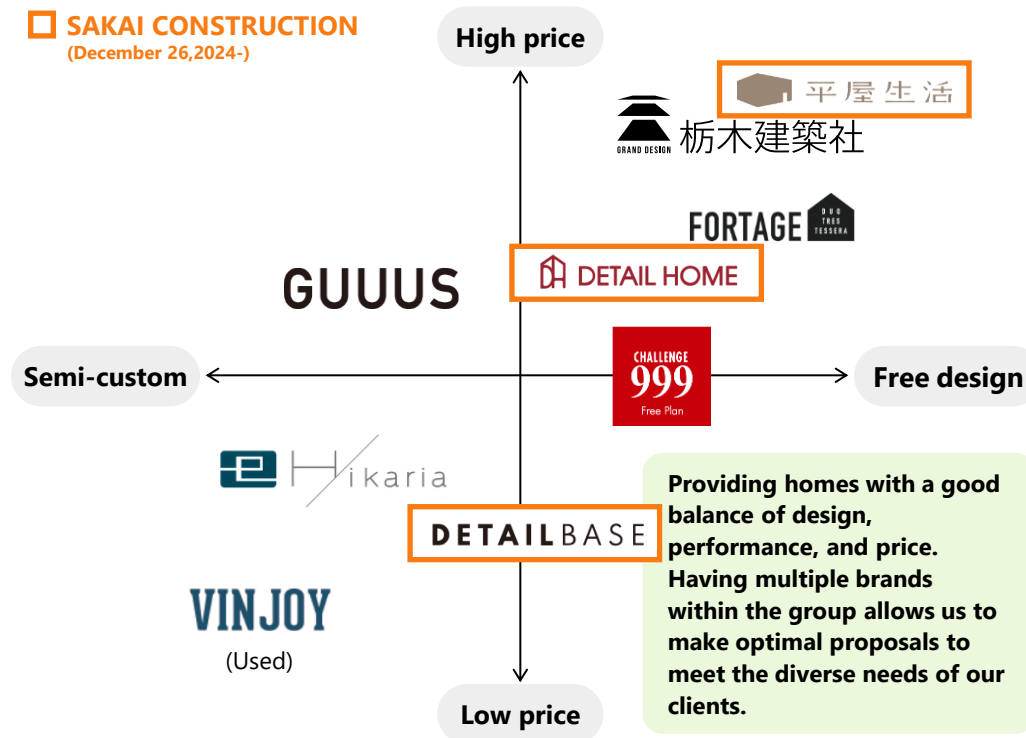 SAKAI CONSTRUCTION
(December 26,2024-)
High price
平屋生活
GRAND DESIGN
栃木建築社
FORTAGE
DUO
TRES
TESSERA
DETAIL HOME
GUUUS
CHALLENGE
999
Free Plan
Semi-custom
Free design
e Hikaria
DETAILBASE
VINJOY
(Used)
Low price
Providing homes with a good
balance of design,
performance, and price.
Having multiple brands
within the group allows us to
make optimal proposals to
meet the diverse needs of our
clients.